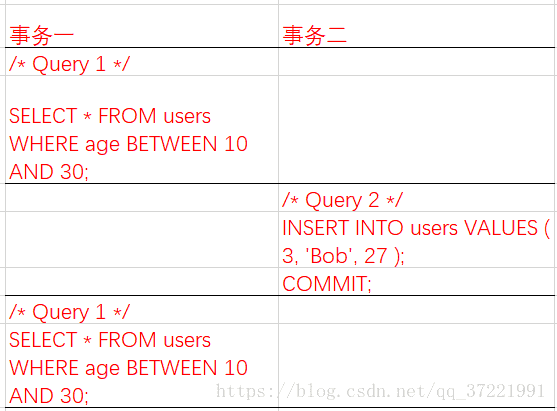 事务一 事务二
/* Query 1 */
SELECT * FROM users
WHERE age BETWEEN 10
AND 30;
/* Query 2 */
INSERT INTO users VALUES (
3, 'Bob', 27 );
COMMIT;
/* Query 1 */
SELECT * FROM users
WHERE age BETWEEN 10
AND 30;
https://blog.csdn.net/qq_37221991